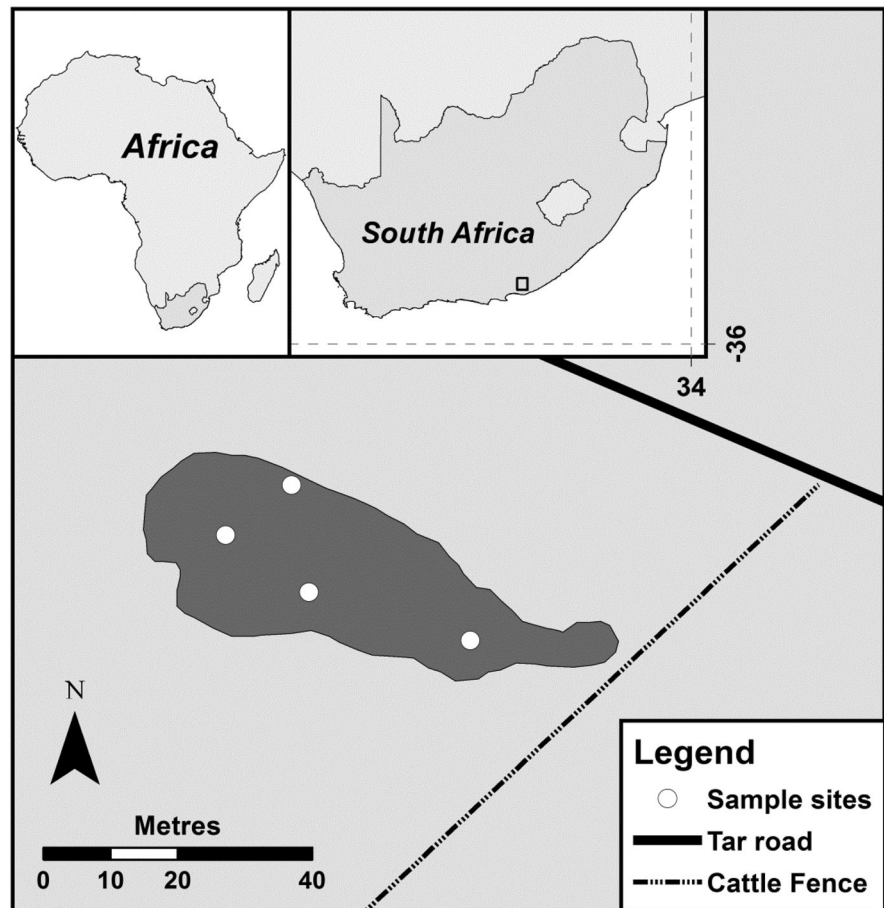 Africa
South Africa
-36
34
N
Metres
0 10 20 40
Legend
Sample sites
Tar road
Cattle Fence